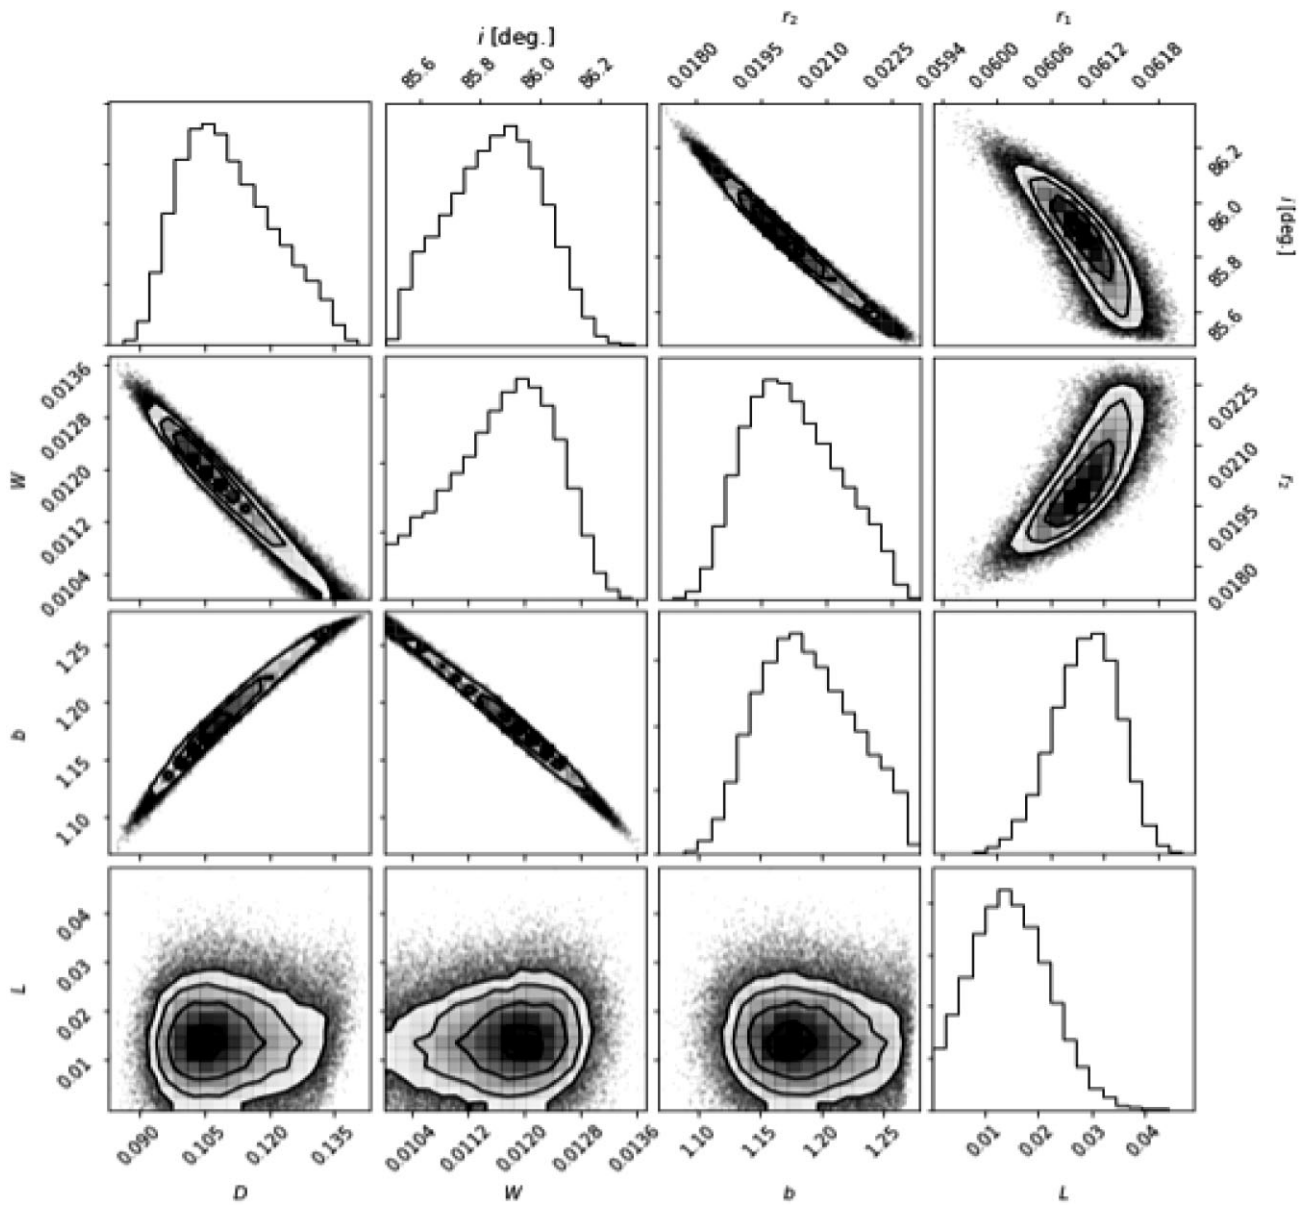 i [deg.]
r₂
r₁
85.6 85.8 86.0 86.2
0.0180 0.0195 0.0210 0.0225
0.0594 0.0600 0.0606 0.0612 0.0618
86.2
86.0
85.8
85.6
i [deg.]
W
0.0136
0.0128
0.0120
0.0112
0.0104
0.0225
0.0210
0.0195
0.0180
r₂
b
1.25
1.20
1.15
1.10
L
0.04
0.03
0.02
0.01
0.090 0.105 0.120 0.135
0.0104 0.0112 0.0120 0.0128 0.0136
1.10 1.15 1.20 1.25
0.01 0.02 0.03 0.04
D
W
b
L